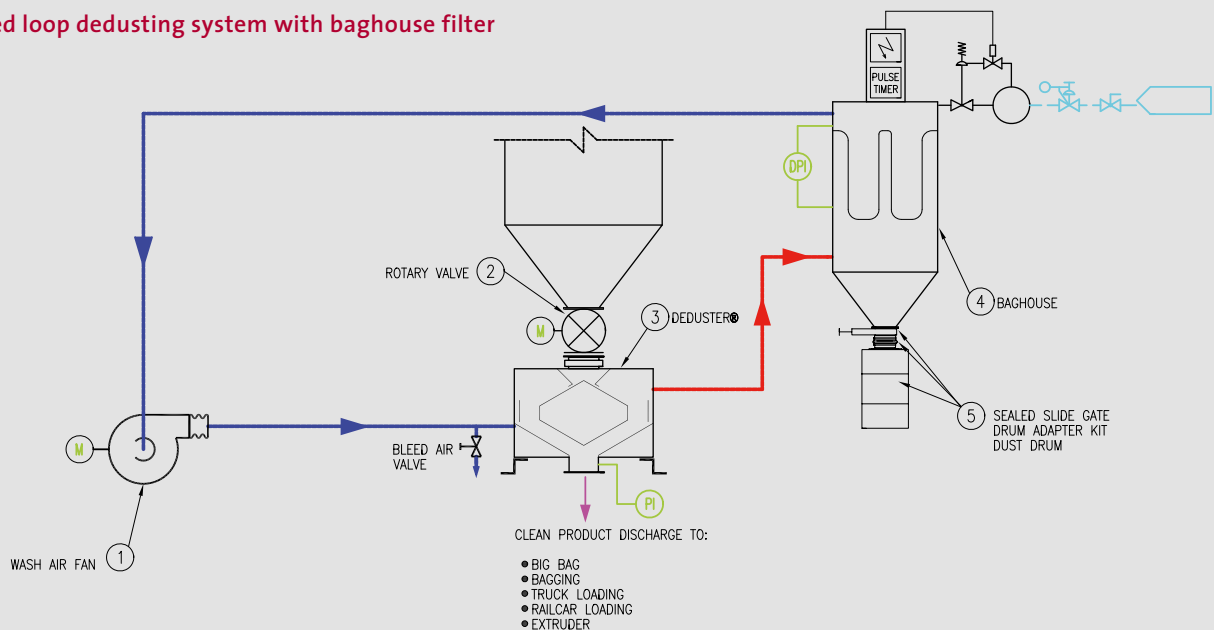 ed loop dedusting system with baghouse filter
PULSE
TIMER
DPI
ROTARY VALVE 2
M
3 DEDUSTER®
4 BAGHOUSE
5 SEALED SLIDE GATE
DRUM ADAPTER KIT
DUST DRUM
M
BLEED AIR
VALVE
PI
WASH AIR FAN 1
CLEAN PRODUCT DISCHARGE TO:
● BIG BAG
● BAGGING
● TRUCK LOADING
● RAILCAR LOADING
● EXTRUDER